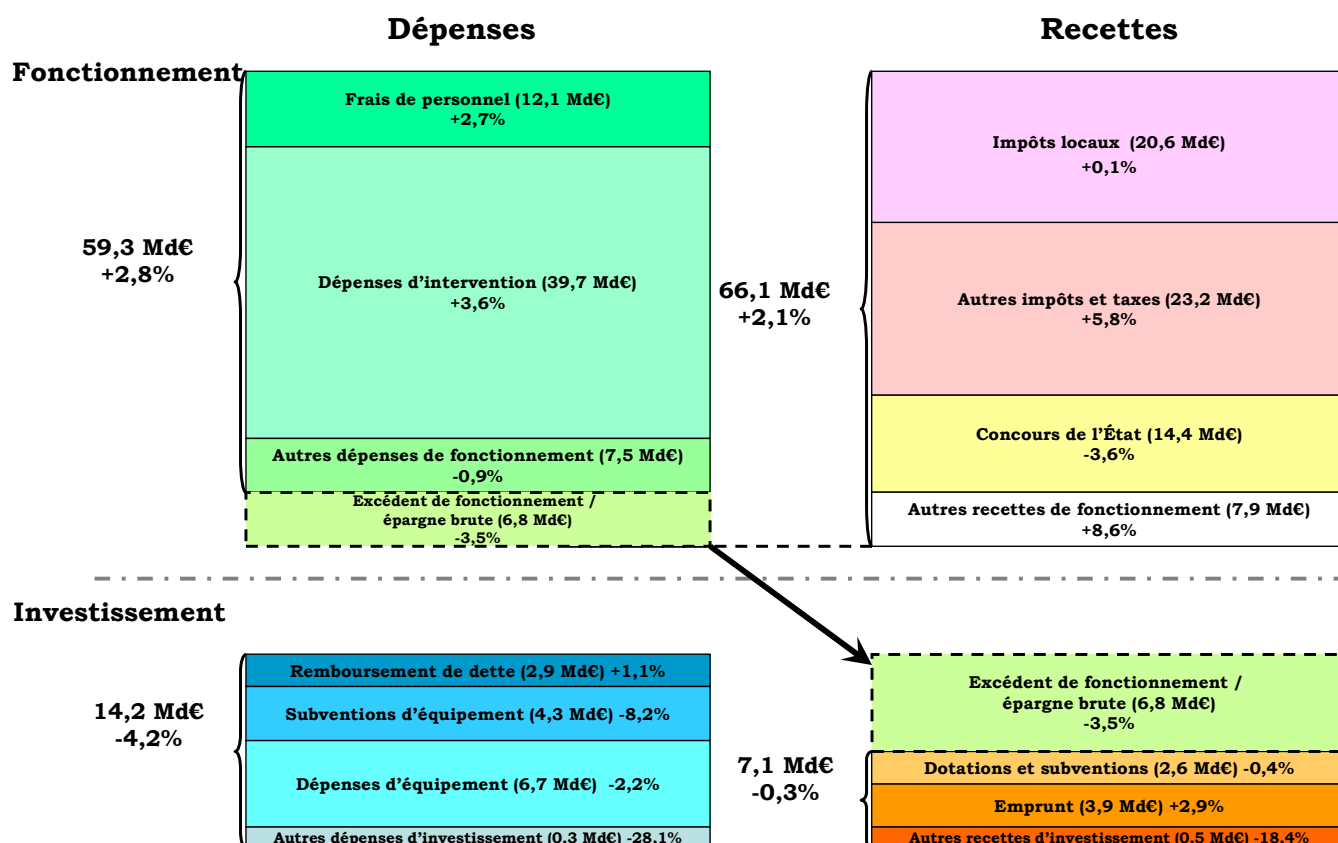 Dépenses
Recettes
Fonctionnement
Frais de personnel (12,1 Md€)
+2,7%
Dépenses d'intervention (39,7 Md€)
+3,6%
Autres dépenses de fonctionnement (7,5 Md€)
-0,9%
Excédent de fonctionnement /
épargne brute (6,8 Md€)
-3,5%
59,3 Md€
+2,8%
Impôts locaux (20,6 Md€)
+0,1%
Autres impôts et taxes (23,2 Md€)
+5,8%
Concours de l'État (14,4 Md€)
-3,6%
Autres recettes de fonctionnement (7,9 Md€)
+8,6%
66,1 Md€
+2,1%
Investissement
Remboursement de dette (2,9 Md€) +1,1%
Subventions d'équipement (4,3 Md€) -8,2%
Dépenses d'équipement (6,7 Md€) -2,2%
Autres dépenses d'investissement (0,3 Md€) -28,1%
14,2 Md€
-4,2%
Excédent de fonctionnement /
épargne brute (6,8 Md€)
-3,5%
Dotations et subventions (2,6 Md€) -0,4%
Emprunt (3,9 Md€) +2,9%
Autres recettes d'investissement (0,5 Md€) -18,4%
7,1 Md€
-0,3%